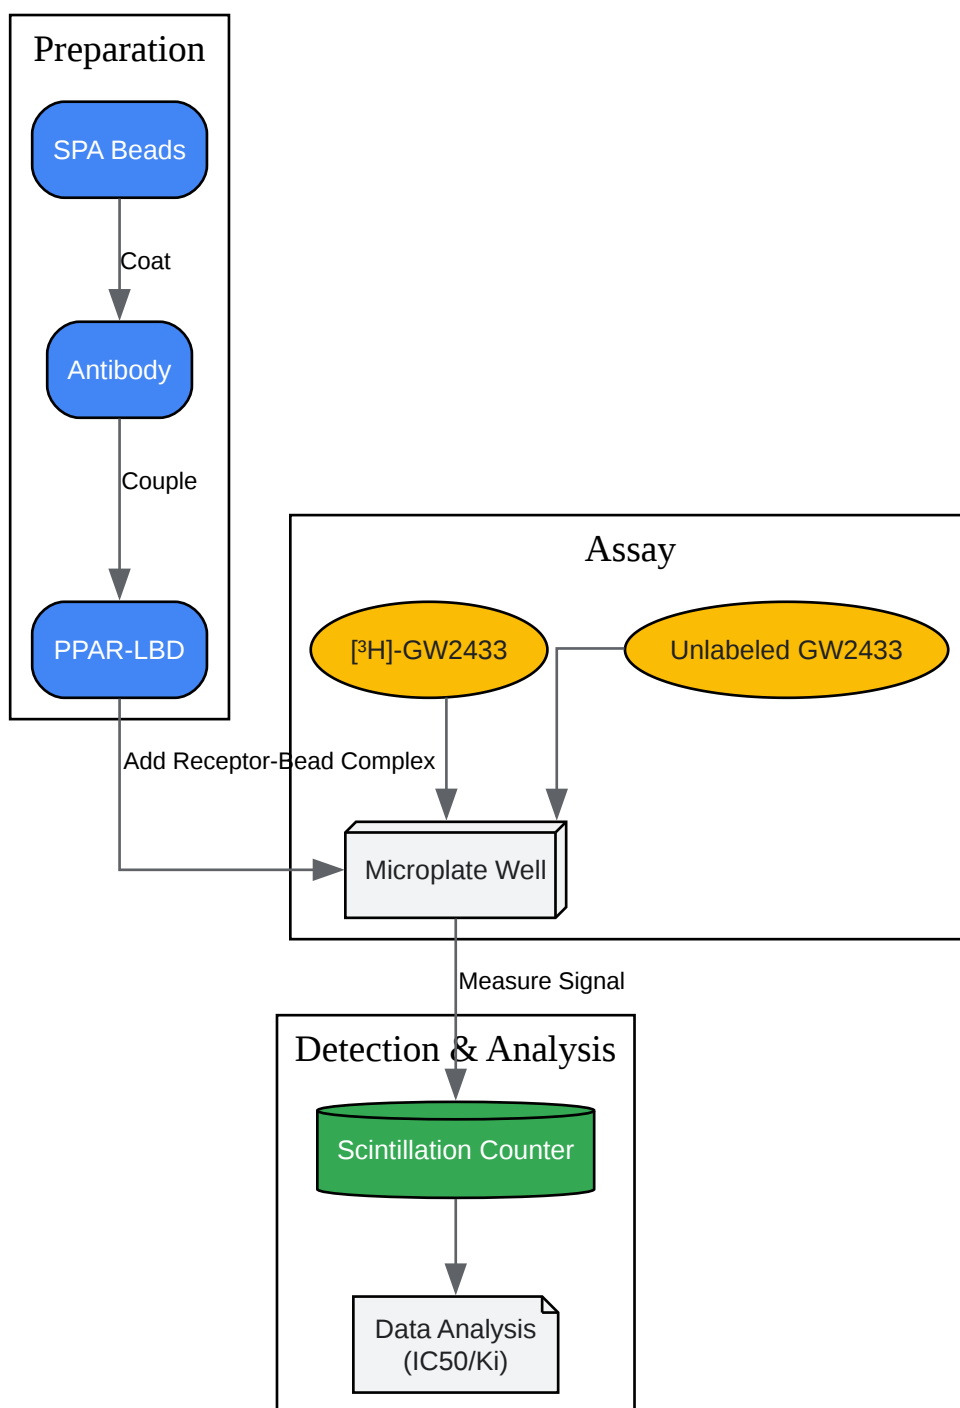 Preparation
SPA Beads
Coat
Antibody
Couple
PPAR-LBD
Add Receptor-Bead Complex
Assay
[³H]-GW2433
Unlabeled GW2433
Microplate Well
Measure Signal
Detection & Analysis
Scintillation Counter
Data Analysis
(IC50/Ki)